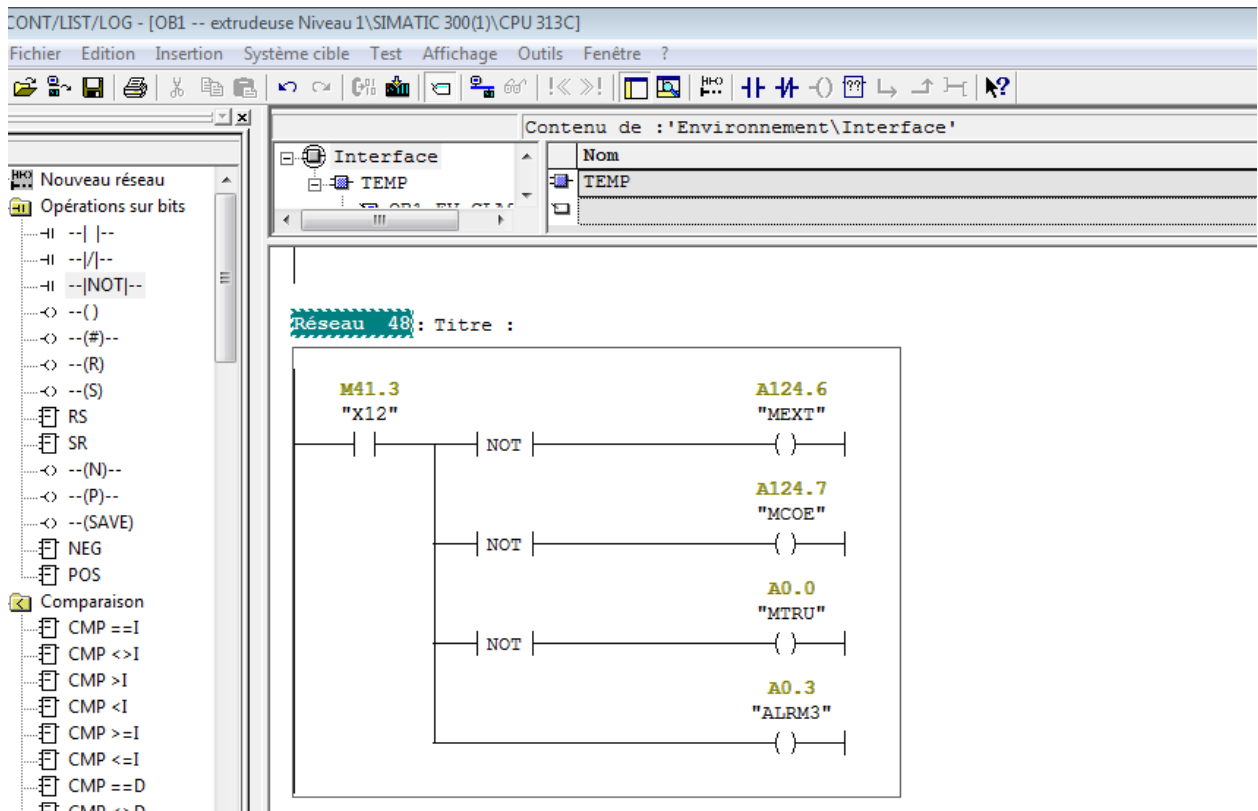 CONT/LIST/LOG - [OB1 -- extrudeuse Niveau 1\SIMATIC 300(1)\CPU 313C]
Fichier Edition Insertion Système cible Test Affichage Outils Fenêtre ?
Contenu de :'Environnement\Interface'
Interface
TEMP
Nom
TEMP
Nouveau réseau
Opérations sur bits
--| |--
--|/|--
--|NOT|--
--( )
--(#)--
--(R)
--(S)
RS
SR
--(N)--
--(P)--
--(SAVE)
NEG
POS
Comparaison
CMP ==I
CMP <>I
CMP >I
CMP <I
CMP >=I
CMP <=I
CMP ==D
Réseau 48 : Titre :
M41.3
"X12"
A124.6
"MEXT"
NOT
( )
A124.7
"MCOE"
NOT
( )
A0.0
"MTRU"
NOT
( )
A0.3
"ALRM3"
( )